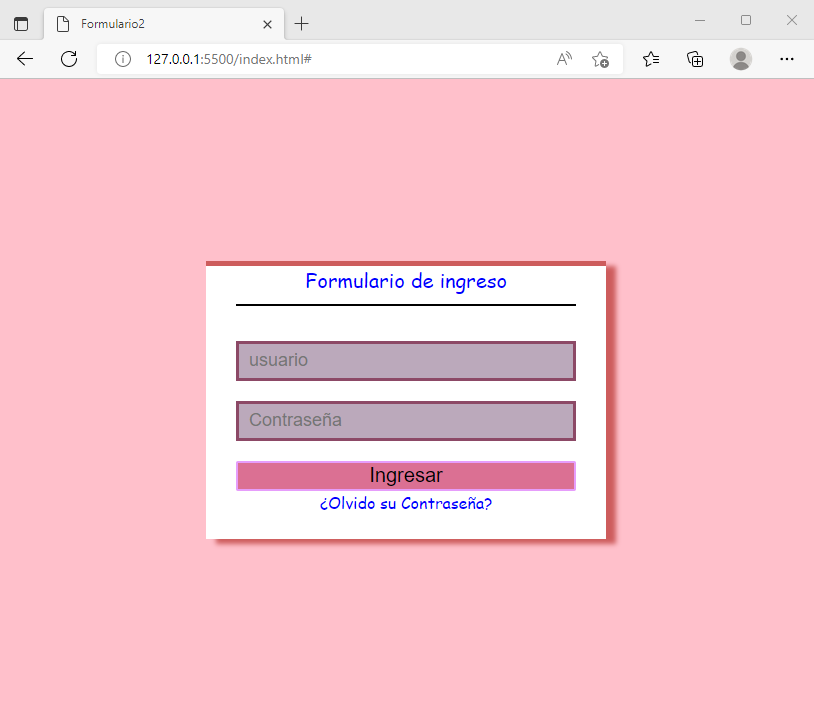 Formulario2
127.0.0.1:5500/index.html#
Formulario de ingreso
usuario
Contraseña
Ingresar
¿Olvido su Contraseña?